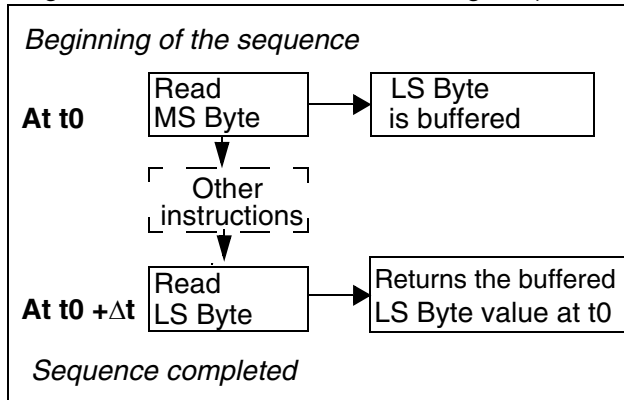 Beginning of the sequence
At t0
Read
MS Byte
LS Byte
is buffered
Other
instructions
At t0 +Δt
Read
LS Byte
Returns the buffered
LS Byte value at t0
Sequence completed